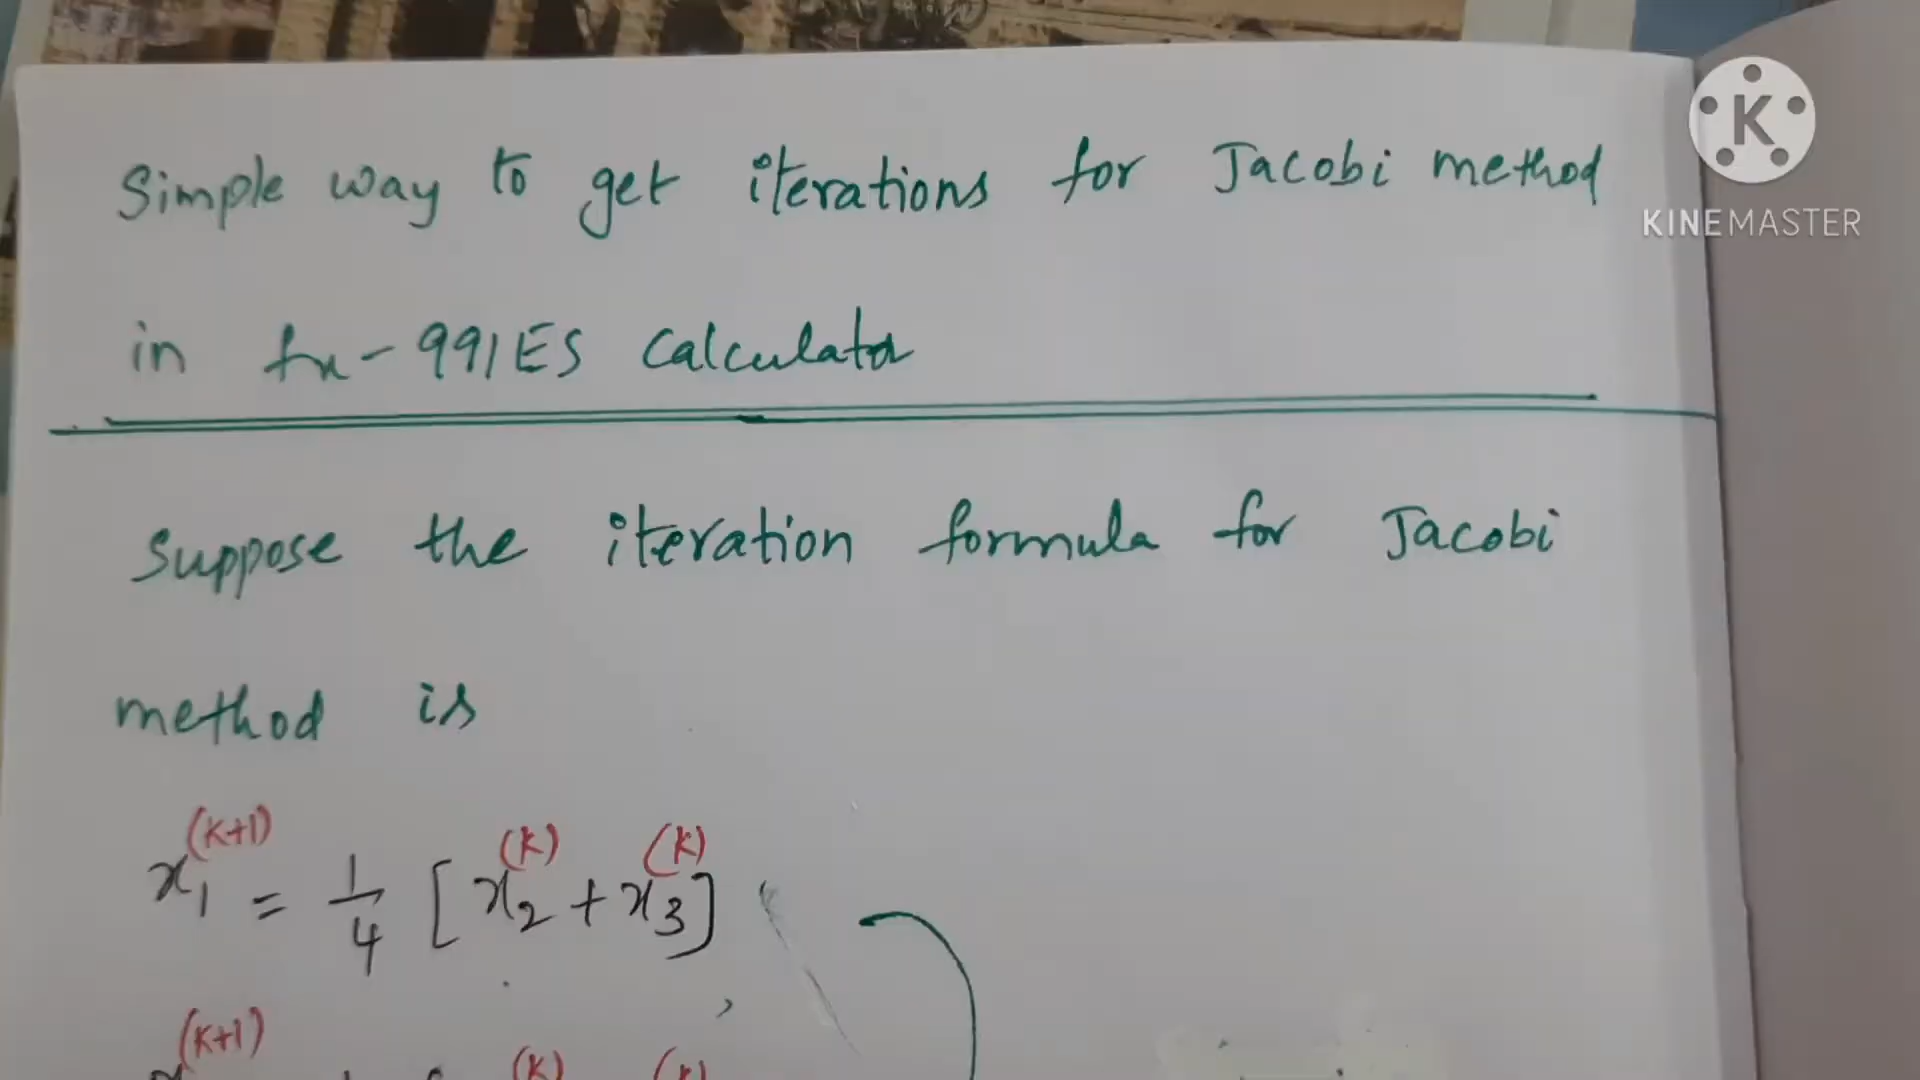 Simple way to get iterations for Jacobi method
K
KINEMASTER
in fx-991ES calculator
Suppose the iteration formula for Jacobi
method is
x₁^(k+1) = 1/4 [x₂^(k) + x₃^(k)],
(k+1) (k) (k)